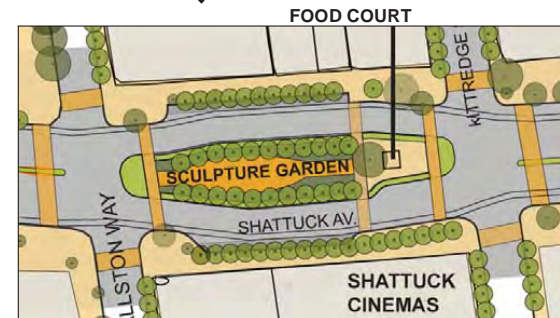 FOOD COURT
KITTREDGE
SCULPTURE GARDEN
SHATTUCK AV.
ALLSTON WAY
SHATTUCK
CINEMAS